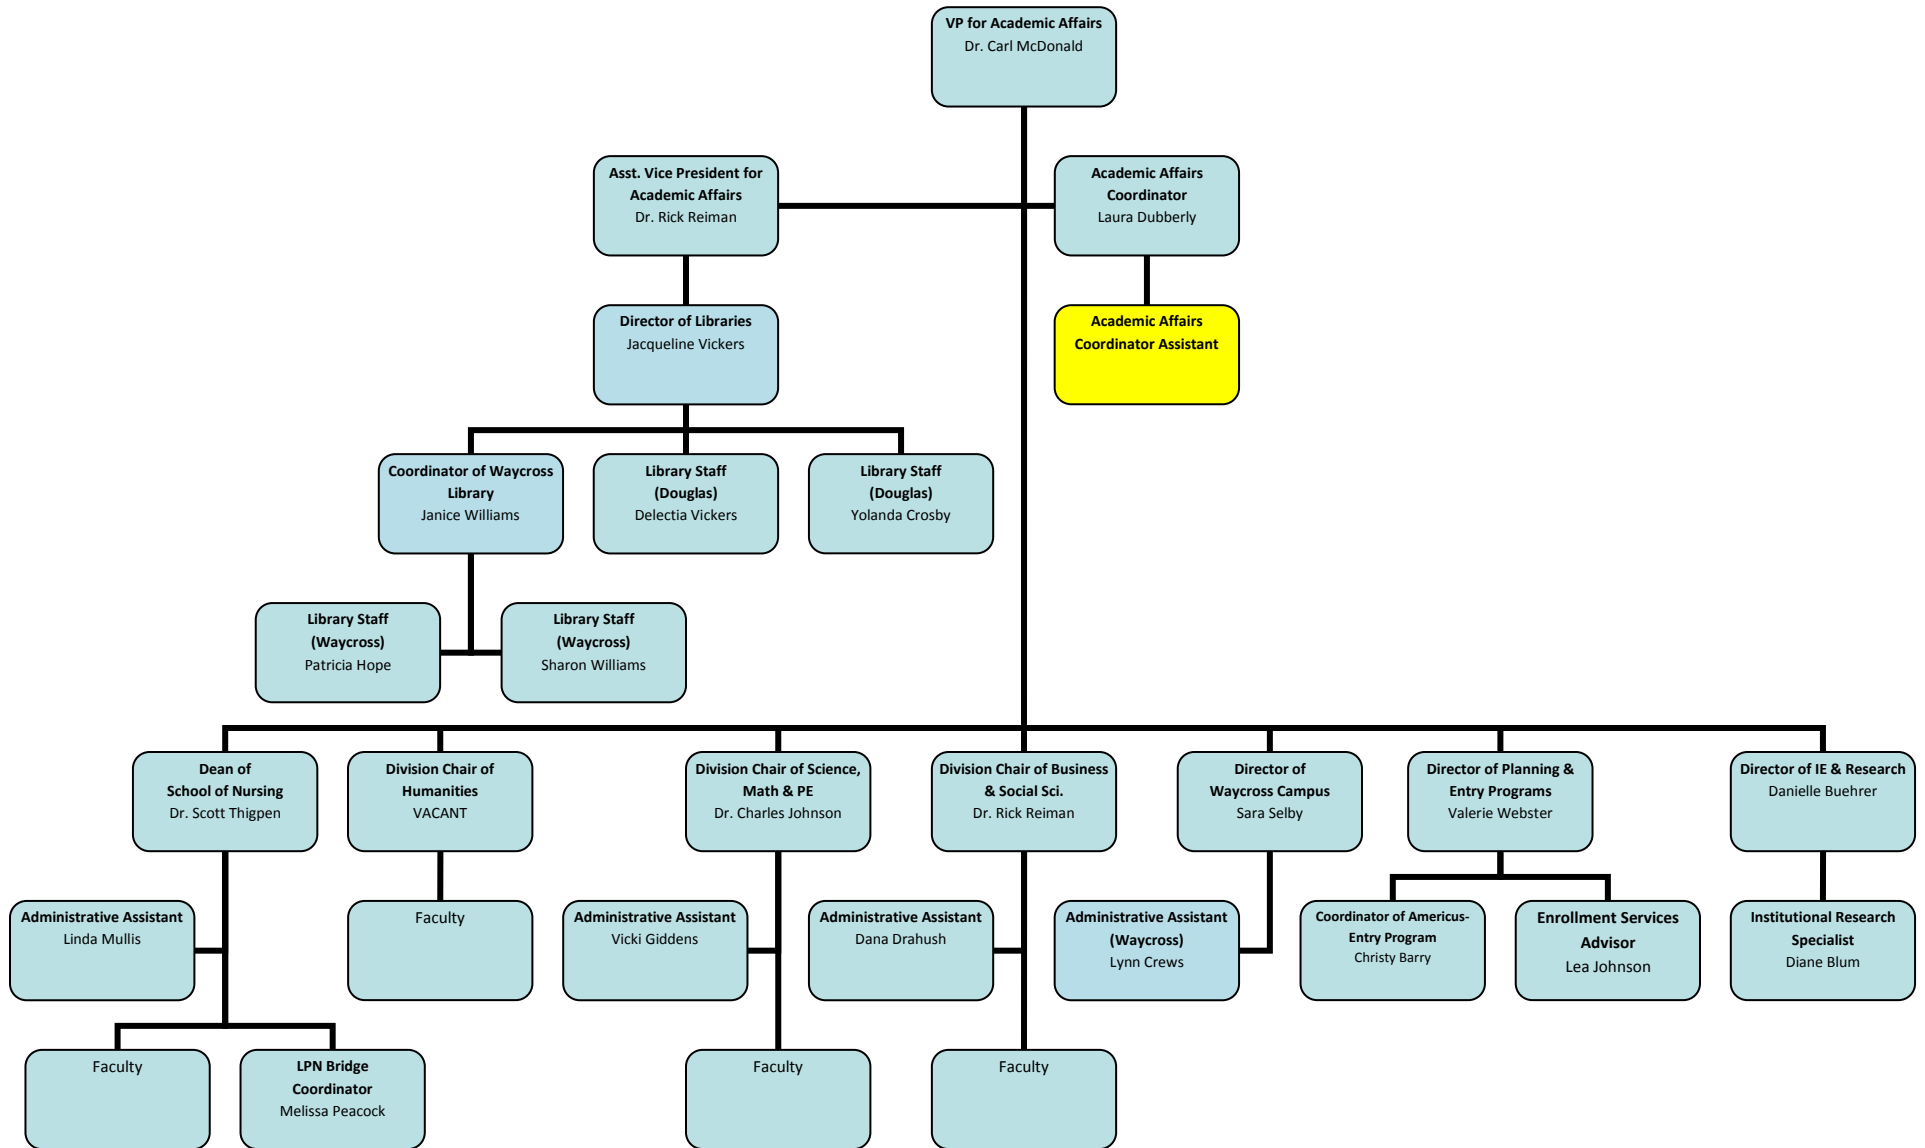 VP for Academic Affairs
Dr. Carl McDonald
Asst. Vice President for
Academic Affairs
Dr. Rick Reiman
Academic Affairs
Coordinator
Laura Dubberly
Director of Libraries
Jacqueline Vickers
Academic Affairs
Coordinator Assistant
Coordinator of Waycross
Library
Janice Williams
Library Staff
(Douglas)
Delectia Vickers
Library Staff
(Douglas)
Yolanda Crosby
Library Staff
(Waycross)
Patricia Hope
Library Staff
(Waycross)
Sharon Williams
Dean of
School of Nursing
Dr. Scott Thigpen
Division Chair of
Humanities
VACANT
Division Chair of Science,
Math & PE
Dr. Charles Johnson
Division Chair of Business
& Social Sci.
Dr. Rick Reiman
Director of
Waycross Campus
Sara Selby
Director of Planning &
Entry Programs
Valerie Webster
Director of IE & Research
Danielle Buehrer
Administrative Assistant
Linda Mullis
Faculty
Administrative Assistant
Vicki Giddens
Administrative Assistant
Dana Drahush
Administrative Assistant
(Waycross)
Lynn Crews
Coordinator of Americus-
Entry Program
Christy Barry
Enrollment Services
Advisor
Lea Johnson
Institutional Research
Specialist
Diane Blum
Faculty
LPN Bridge
Coordinator
Melissa Peacock
Faculty
Faculty